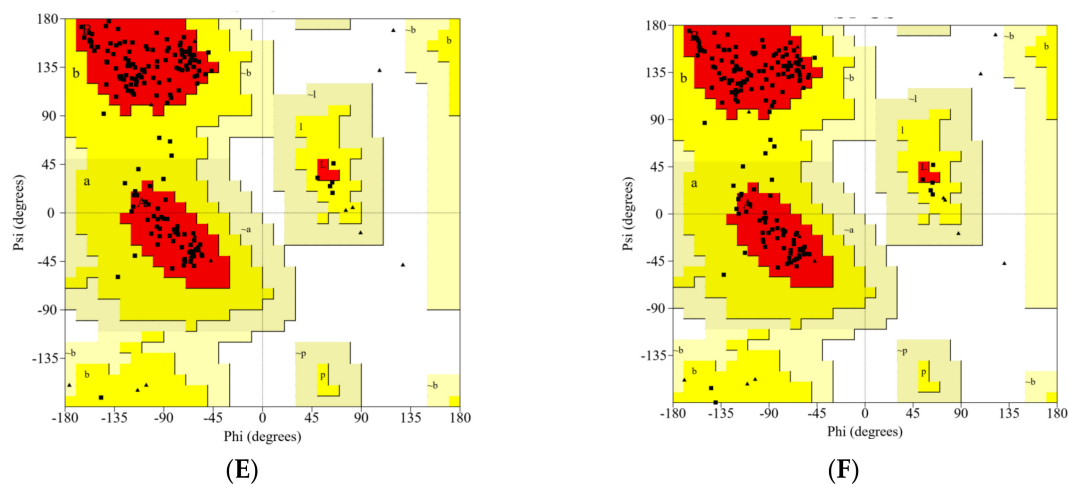 180 ~b b
135 b ~b
90 ~l
l
45
a
0
~a
-45
-90
-135 ~b ~p
b p ~b
-180 -135 -90 -45 0 45 90 135 180
Psi (degrees)
Phi (degrees)
(E)
180 ~b b
135 b ~b
90 ~l
l
45 L
a
0
~a
-45
-90
-135 ~b ~p
b p ~b
-180 -135 -90 -45 0 45 90 135 180
Psi (degrees)
Phi (degrees)
(F)